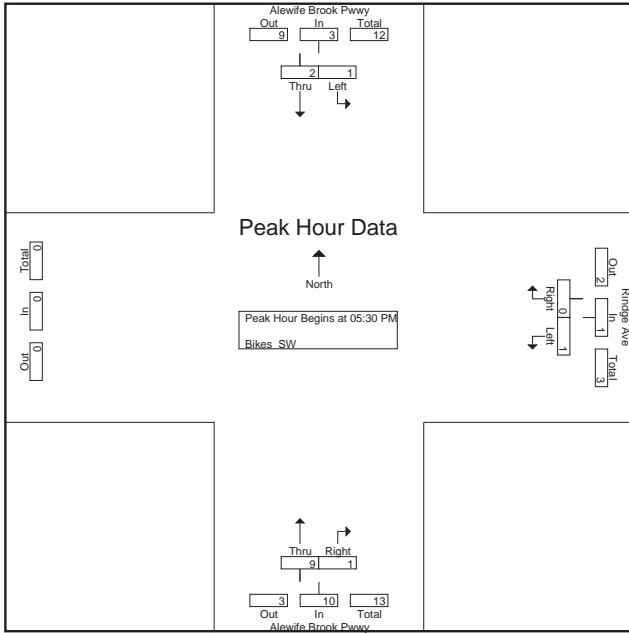 Alewife Brook Pwwy
Out In Total
9 3 12
2 1
Thru Left
Peak Hour Data
North
Peak Hour Begins at 05:30 PM
Bikes SW
Total
0
In
0
Out
0
Rindge Ave
Out
2
In
1
Total
3
Right
0
Left
1
Thru Right
9 1
3 10 13
Out In Total
Alewife Brook Pwwy